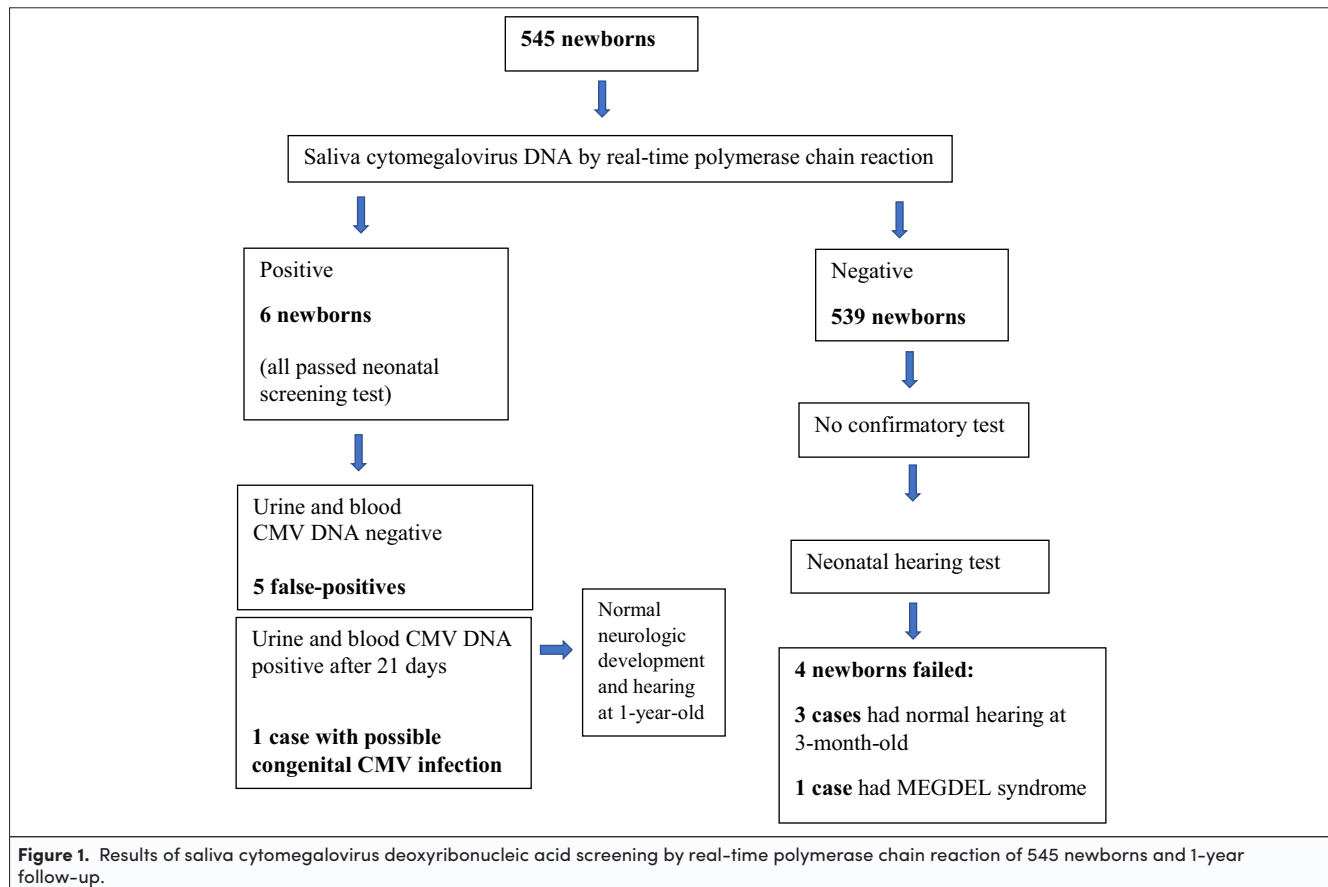 545 newborns
Saliva cytomegalovirus DNA by real-time polymerase chain reaction
Positive
6 newborns
(all passed neonatal
screening test)
Negative
539 newborns
No confirmatory test
Urine and blood
CMV DNA negative
5 false-positives
Urine and blood CMV DNA
positive after 21 days
1 case with possible
congenital CMV infection
Normal
neurologic
development
and hearing
at 1-year-old
Neonatal hearing test
4 newborns failed:
3 cases had normal hearing at
3-month-old
1 case had MEGDEL syndrome
Figure 1. Results of saliva cytomegalovirus deoxyribonucleic acid screening by real-time polymerase chain reaction of 545 newborns and 1-year
follow-up.